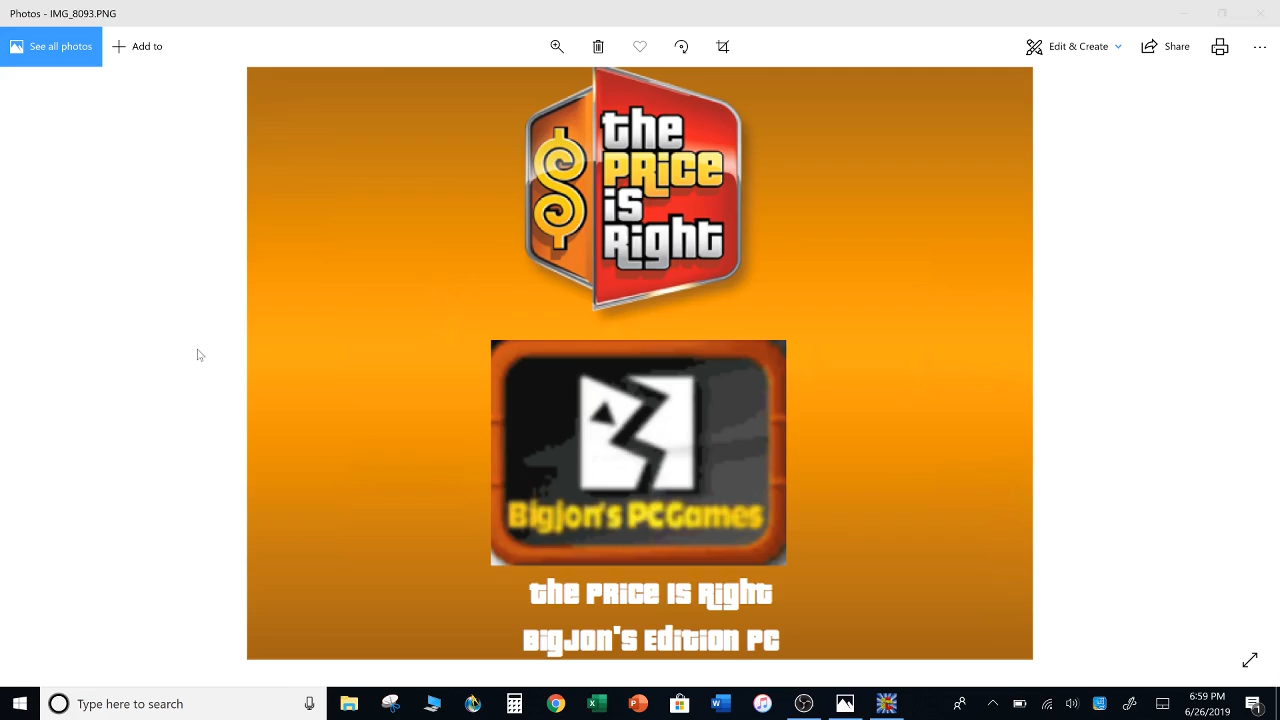 Photos - IMG_8093.PNG
See all photos
Add to
Edit & Create
Share
$
the
PRice
is
Right
Bigjon's PCGames
the PRice is Right
BigJon's Edition PC
Type here to search
6:59 PM
6/26/2019